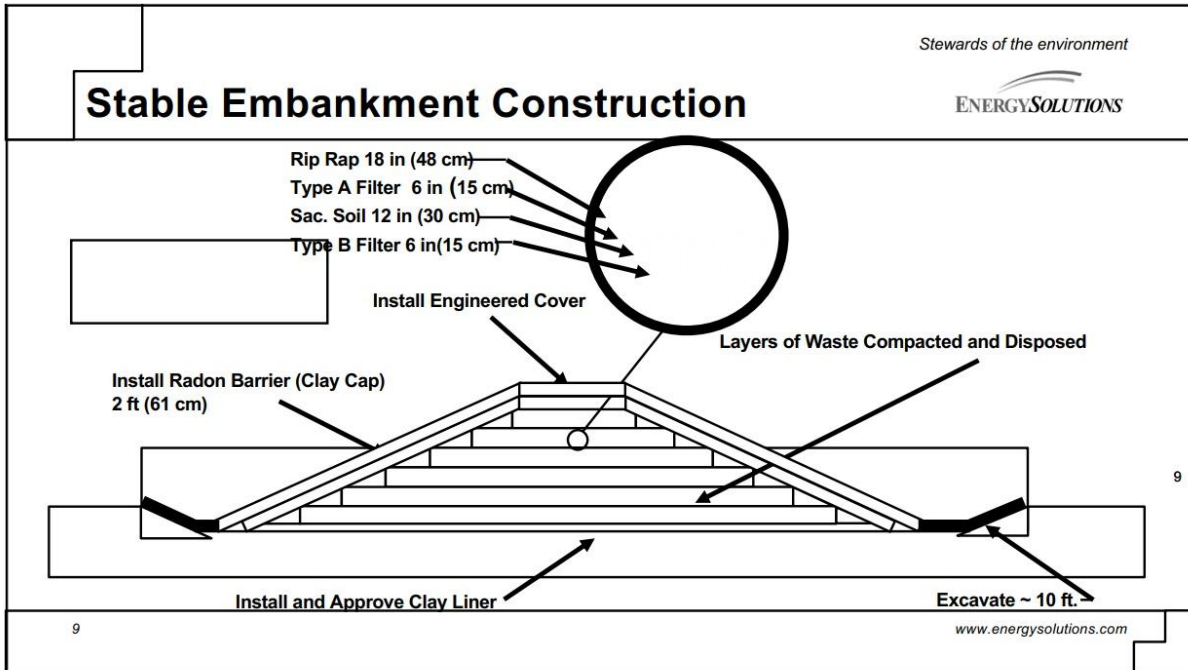 Stewards of the environment
ENERGYSOLUTIONS
Stable Embankment Construction
Rip Rap 18 in (48 cm)
Type A Filter 6 in (15 cm)
Sac. Soil 12 in (30 cm)
Type B Filter 6 in(15 cm)
Install Engineered Cover
Layers of Waste Compacted and Disposed
Install Radon Barrier (Clay Cap)
2 ft (61 cm)
9
Install and Approve Clay Liner
Excavate ~ 10 ft.
9
www.energysolutions.com